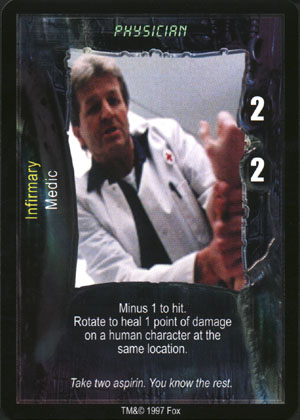 PHYSICIAN
2
2
Infirmary
Medic
Minus 1 to hit.
Rotate to heal 1 point of damage
on a human character at the
same location.
Take two aspirin. You know the rest.
TM&© 1997 Fox